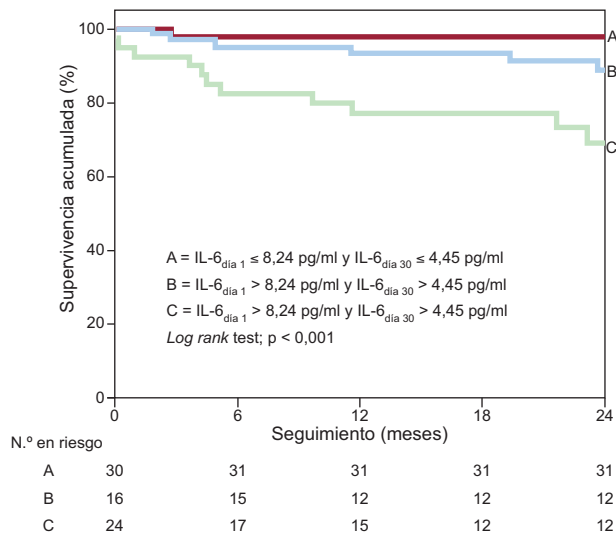 Supervivencia acumulada (%)
100
80
60
40
20
0
A
B
C
A = IL-6día 1 ≤ 8,24 pg/ml y IL-6día 30 ≤ 4,45 pg/ml
B = IL-6día 1 > 8,24 pg/ml y IL-6día 30 > 4,45 pg/ml
C = IL-6día 1 > 8,24 pg/ml y IL-6día 30 > 4,45 pg/ml
Log rank test; p < 0,001
0 6 12 18 24
Seguimiento (meses)
N.º en riesgo
A 30 31 31 31 31
B 16 15 12 12 12
C 24 17 15 12 12